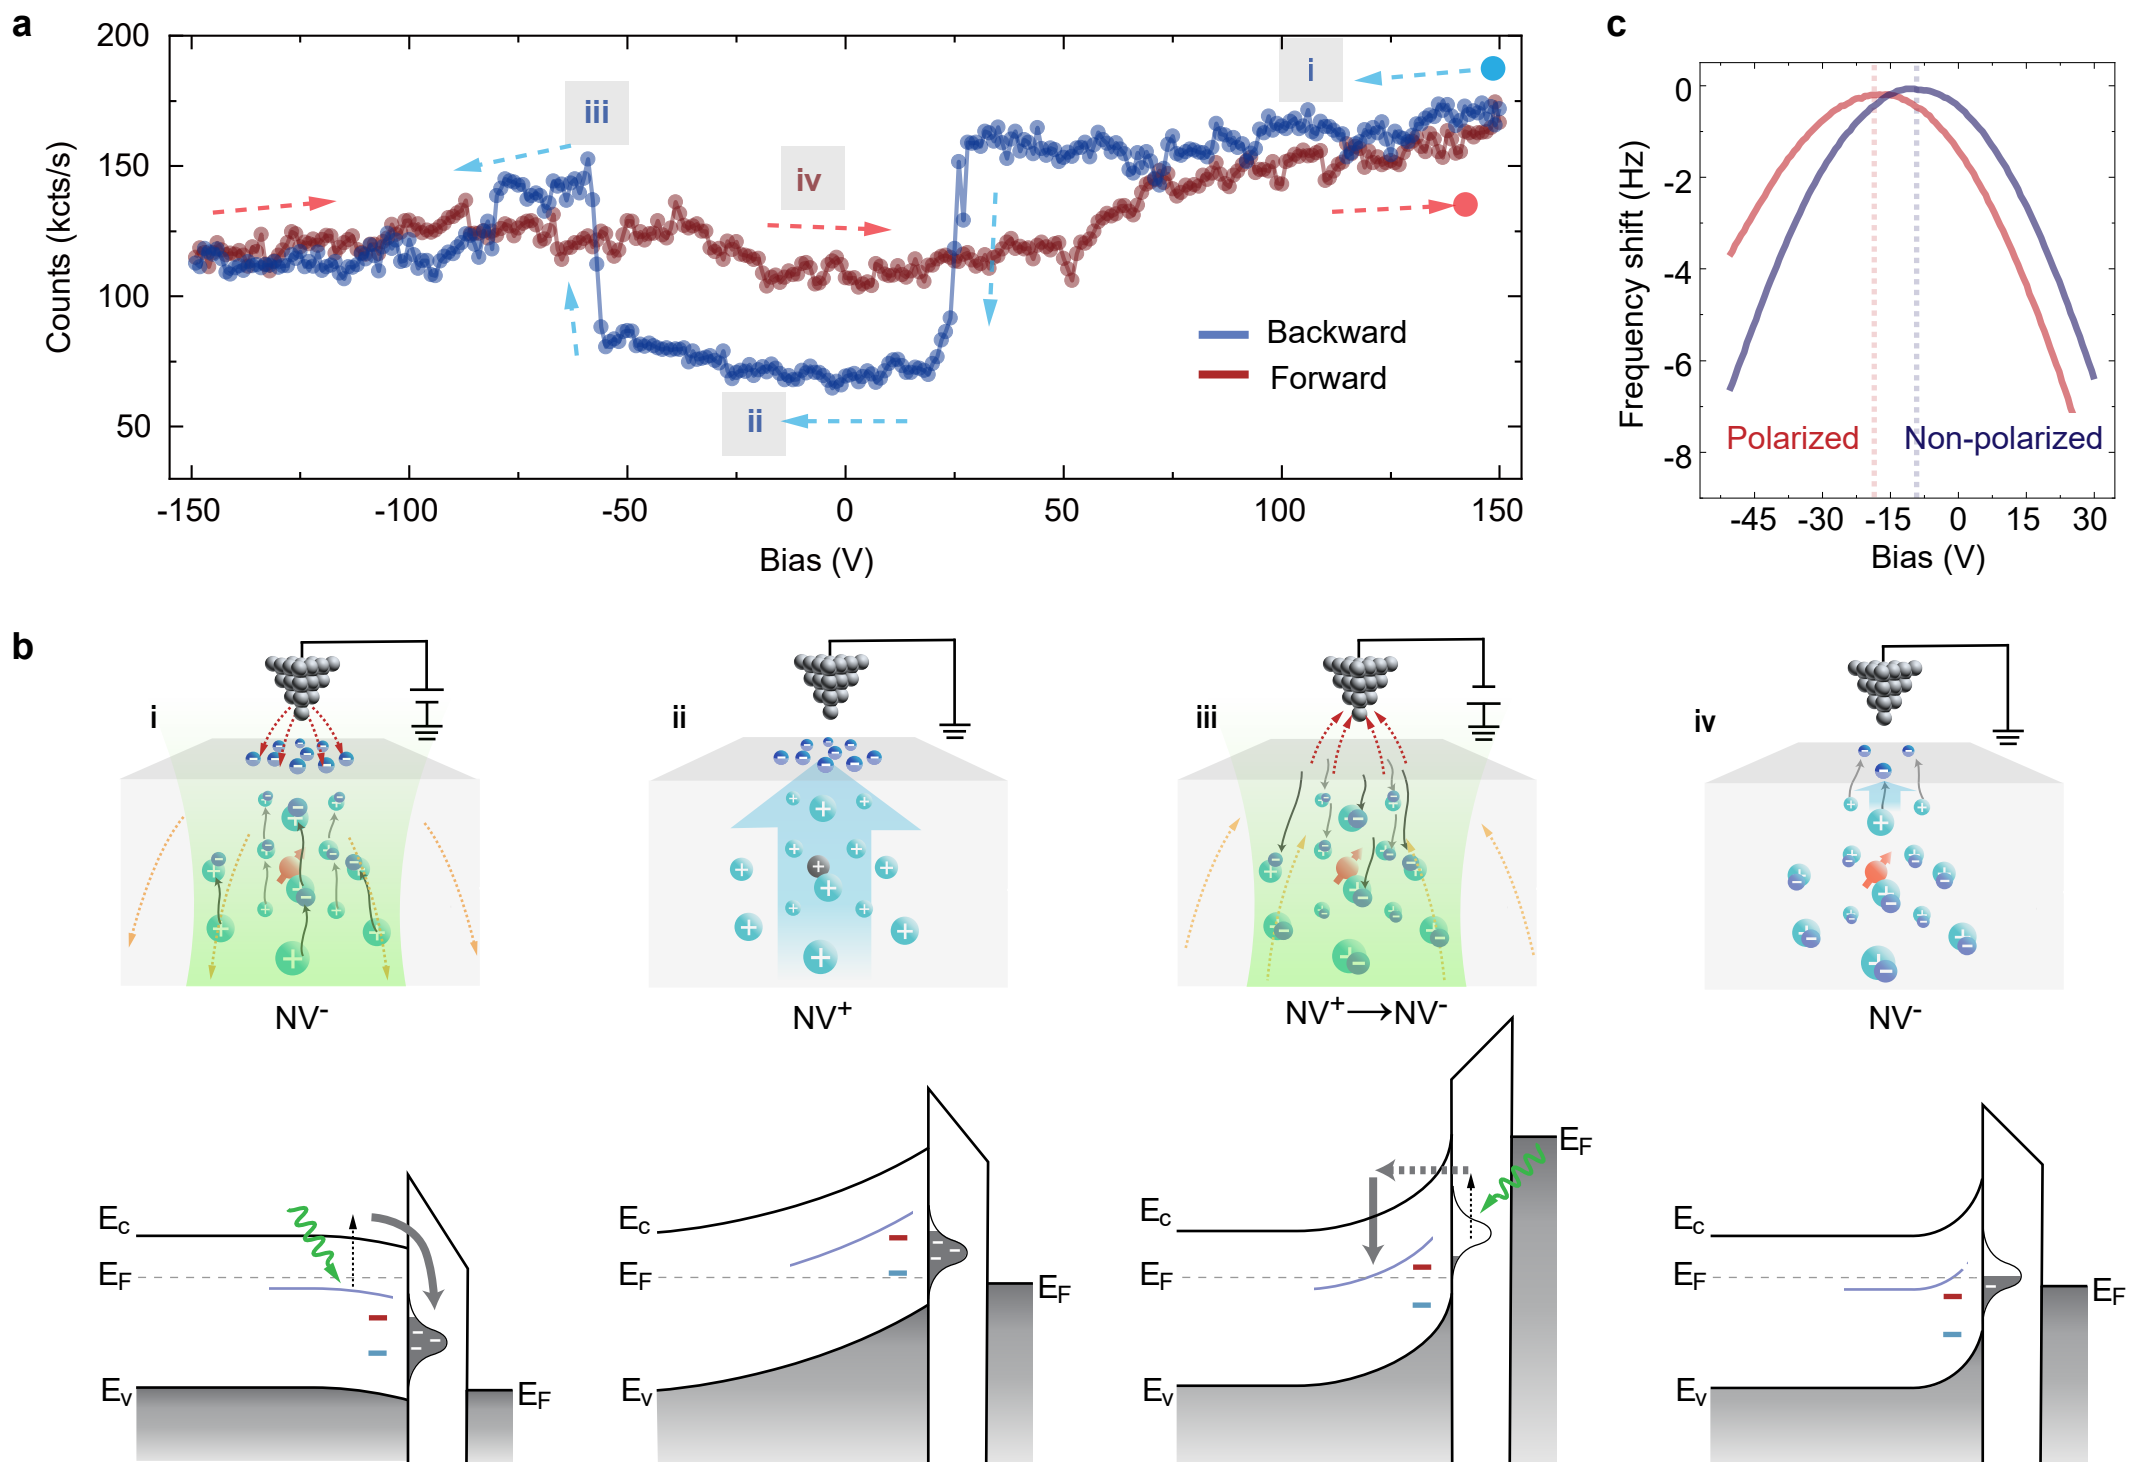 a
200
150
100
50
Counts (kcts/s)
i
iii
iv
ii
Backward
Forward
-150
-100
-50
0
50
100
150
Bias (V)
c
0
-2
-4
-6
-8
Frequency shift (Hz)
Polarized
Non-polarized
-45
-30
-15
0
15
30
Bias (V)
b
i
ii
iii
iv
NV⁻
NV⁺
NV⁺→NV⁻
NV⁻
Ec
EF
Ev
EF
Ec
EF
Ev
EF
Ec
EF
Ev
EF
Ec
EF
Ev
EF